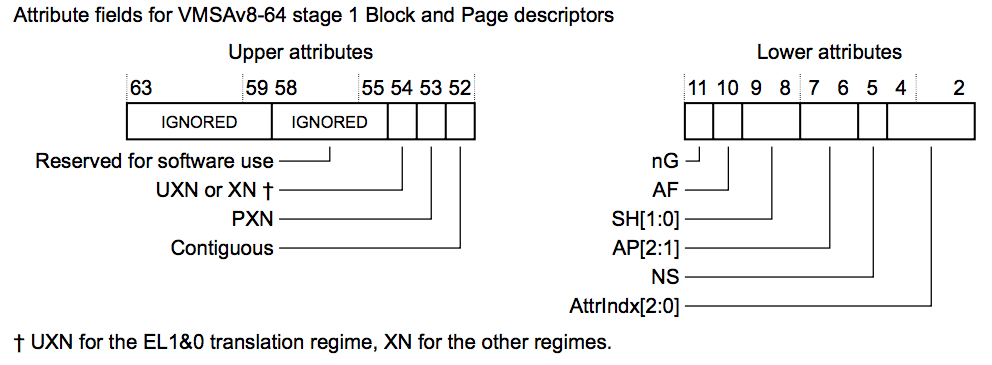 Attribute fields for VMSAv8-64 stage 1 Block and Page descriptors
Upper attributes
63 59 58 55 54 53 52
IGNORED IGNORED
Reserved for software use
UXN or XN †
PXN
Contiguous
Lower attributes
11 10 9 8 7 6 5 4 2
nG
AF
SH[1:0]
AP[2:1]
NS
AttrIndx[2:0]
† UXN for the EL1&0 translation regime, XN for the other regimes.